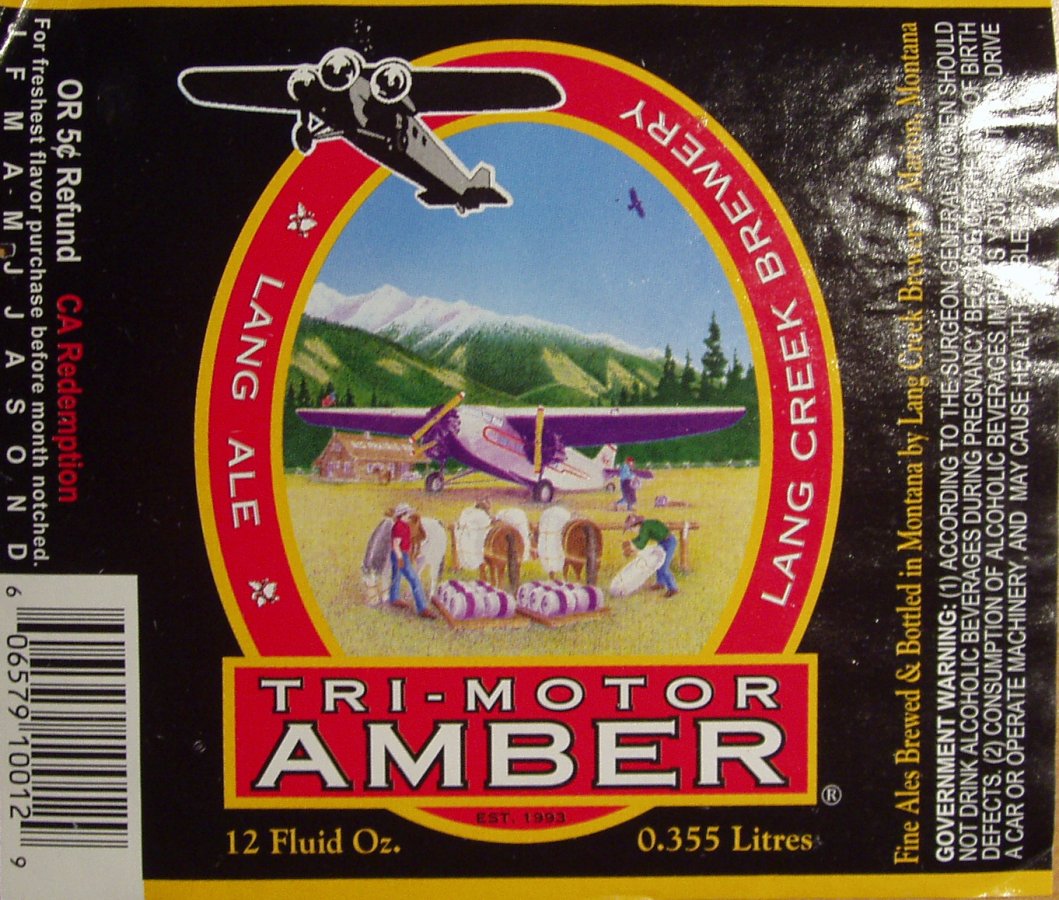 LANG ALE
LANG CREEK BREWERY
TRI-MOTOR
AMBER
®
EST. 1993
12 Fluid Oz.
0.355 Litres
OR 5¢ Refund CA Redemption
For freshest flavor purchase before month notched.
J F M A M J J A S O N D
6 06579 10012 9
Fine Ales Brewed & Bottled in Montana by Lang Creek Brewery, Marion, Montana
GOVERNMENT WARNING: (1) ACCORDING TO THE SURGEON GENERAL WOMEN SHOULD
NOT DRINK ALCOHOLIC BEVERAGES DURING PREGNANCY BECAUSE OF THE OF BIRTH
DEFECTS. (2) CONSUMPTION OF ALCOHOLIC BEVERAGES DRIVE
A CAR OR OPERATE MACHINERY, AND MAY CAUSE HEALTH